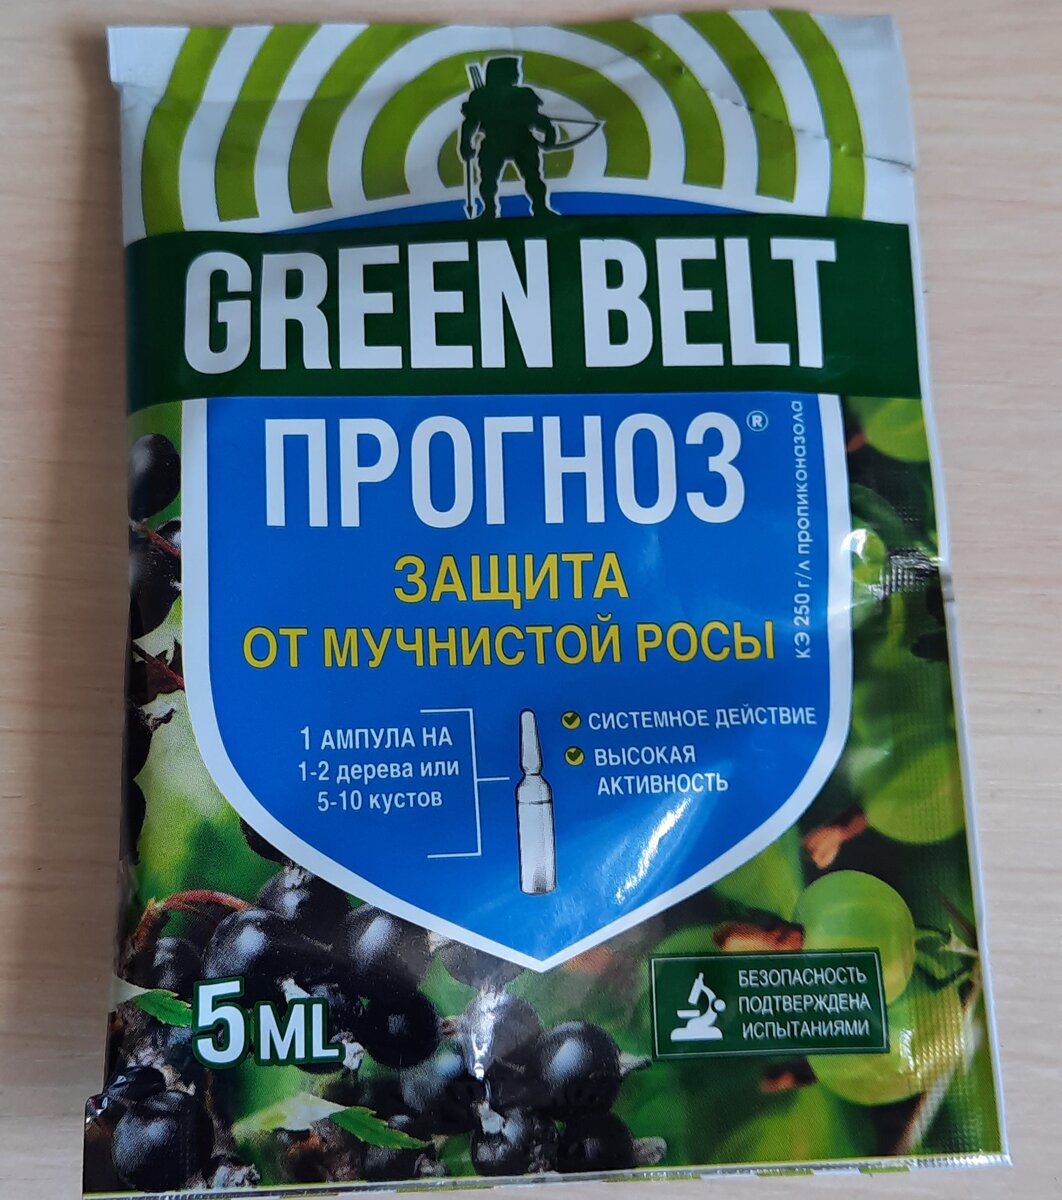 GREEN BELT
ПРОГНОЗ®
КЭ 250 г/л пропиконазола
ЗАЩИТА
ОТ МУЧНИСТОЙ РОСЫ
1 АМПУЛА НА
1-2 дерева или
5-10 кустов
СИСТЕМНОЕ ДЕЙСТВИЕ
ВЫСОКАЯ
АКТИВНОСТЬ
5 ML
БЕЗОПАСНОСТЬ
ПОДТВЕРЖДЕНА
ИСПЫТАНИЯМИ